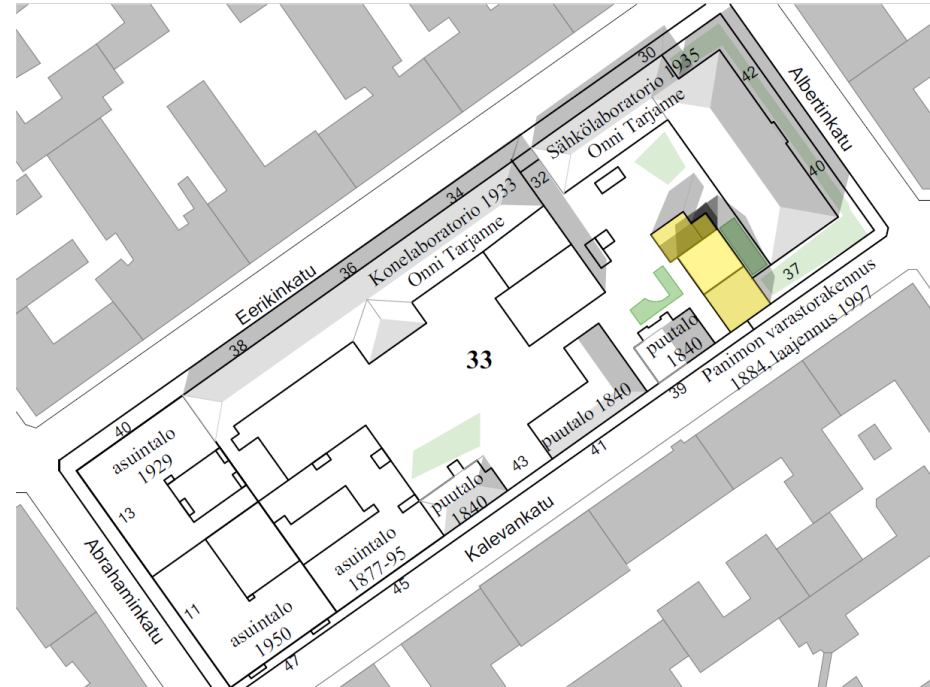 Albertinkatu
30
42
Sähkölaboratorio 1935
Onni Tarjanne
40
32
34
Konelaboratorio 1933
Onni Tarjanne
36
Eerikinkatu
38
37
Panimon varastorakennus
1884, laajennus 1997
puutalo
1840
33
39
puutalo 1840
41
40
asuintalo
1929
43
puutalo
1840
13
Kalevankatu
asuintalo
1877-95
45
Abrahaminkatu
11
asuintalo
1950
47